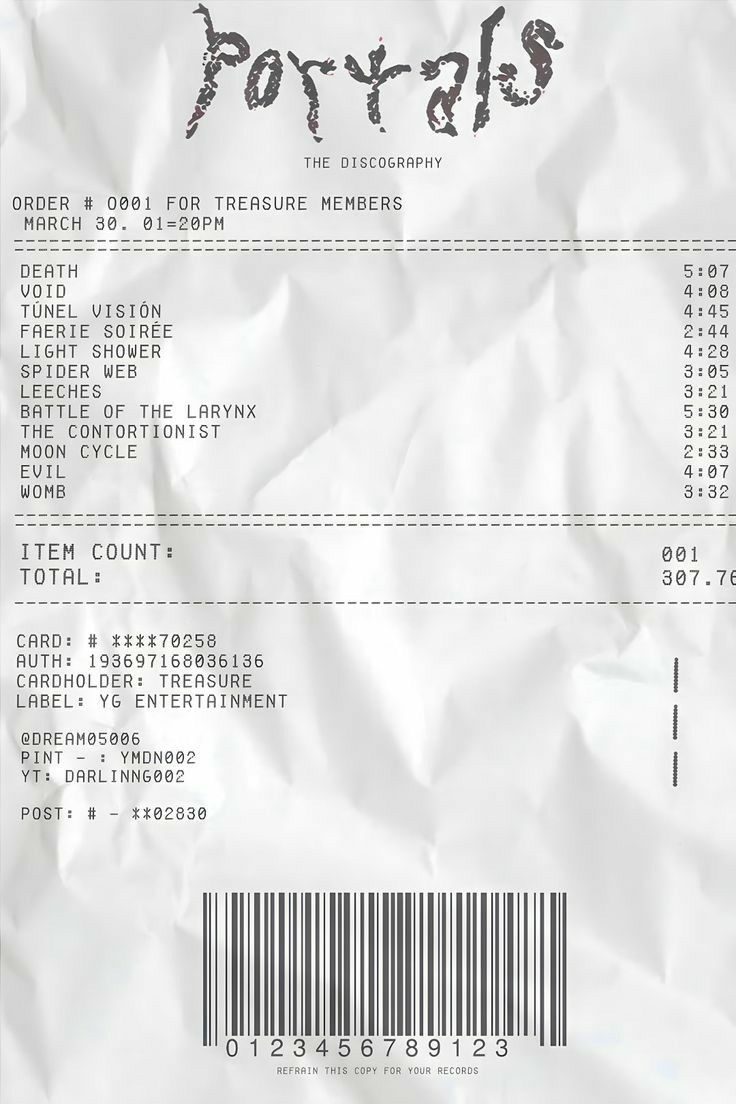 PORTALS
THE DISCOGRAPHY
ORDER # 0001 FOR TREASURE MEMBERS
MARCH 30. 01=20PM
DEATH 5:07
VOID 4:08
TÚNEL VISIÓN 4:45
FAERIE SOIRÉE 2:44
LIGHT SHOWER 4:28
SPIDER WEB 3:05
LEECHES 3:21
BATTLE OF THE LARYNX 5:30
THE CONTORTIONIST 3:21
MOON CYCLE 2:33
EVIL 4:07
WOMB 3:32
ITEM COUNT: 001
TOTAL: 307.76
CARD: # ****70258
AUTH: 193697168036136
CARDHOLDER: TREASURE
LABEL: YG ENTERTAINMENT
@DREAM05006
PINT - : YMDN002
YT: DARLINNG002
POST: # - **02830
0123456789123
REFRAIN THIS COPY FOR YOUR RECORDS